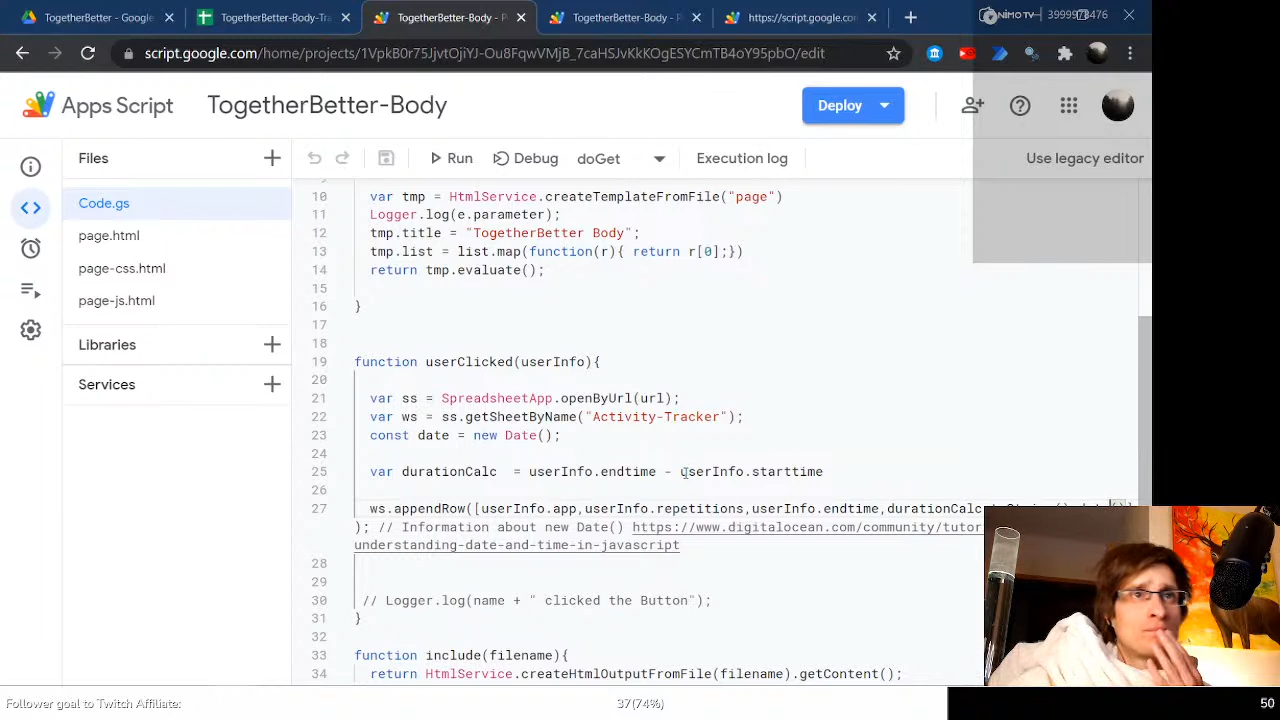 TogetherBetter - Google
TogetherBetter-Body-Tra
TogetherBetter-Body - P
TogetherBetter-Body - P
https://script.google.com
NIMO TV
script.google.com/home/projects/1VpkB0r75JjvtOjiYJ-Ou8FqwVMjB_7caHSJvKkKOgESYCmTB4oY95pbO/edit
Apps Script
TogetherBetter-Body
Deploy
Files
Run
Debug
doGet
Execution log
Use legacy editor
Code.gs
page.html
page-css.html
page-js.html
Libraries
Services
10 var tmp = HtmlService.createTemplateFromFile("page")
11 Logger.log(e.parameter);
12 tmp.title = "TogetherBetter Body";
13 tmp.list = list.map(function(r){ return r[0];})
14 return tmp.evaluate();
15
16 }
17
18
19 function userClicked(userInfo){
20
21 var ss = SpreadsheetApp.openByUrl(url);
22 var ws = ss.getSheetByName("Activity-Tracker");
23 const date = new Date();
24
25 var durationCalc = userInfo.endtime - userInfo.starttime
26
27 ws.appendRow([userInfo.app,userInfo.repetitions,userInfo.endtime,durationCalc
); // Information about new Date() https://www.digitalocean.com/community/tutor
understanding-date-and-time-in-javascript
28
29
30 // Logger.log(name + " clicked the Button");
31 }
32
33 function include(filename){
34 return HtmlService.createHtmlOutputFromFile(filename).getContent();
Follower goal to Twitch Affiliate:
37(74%)
50